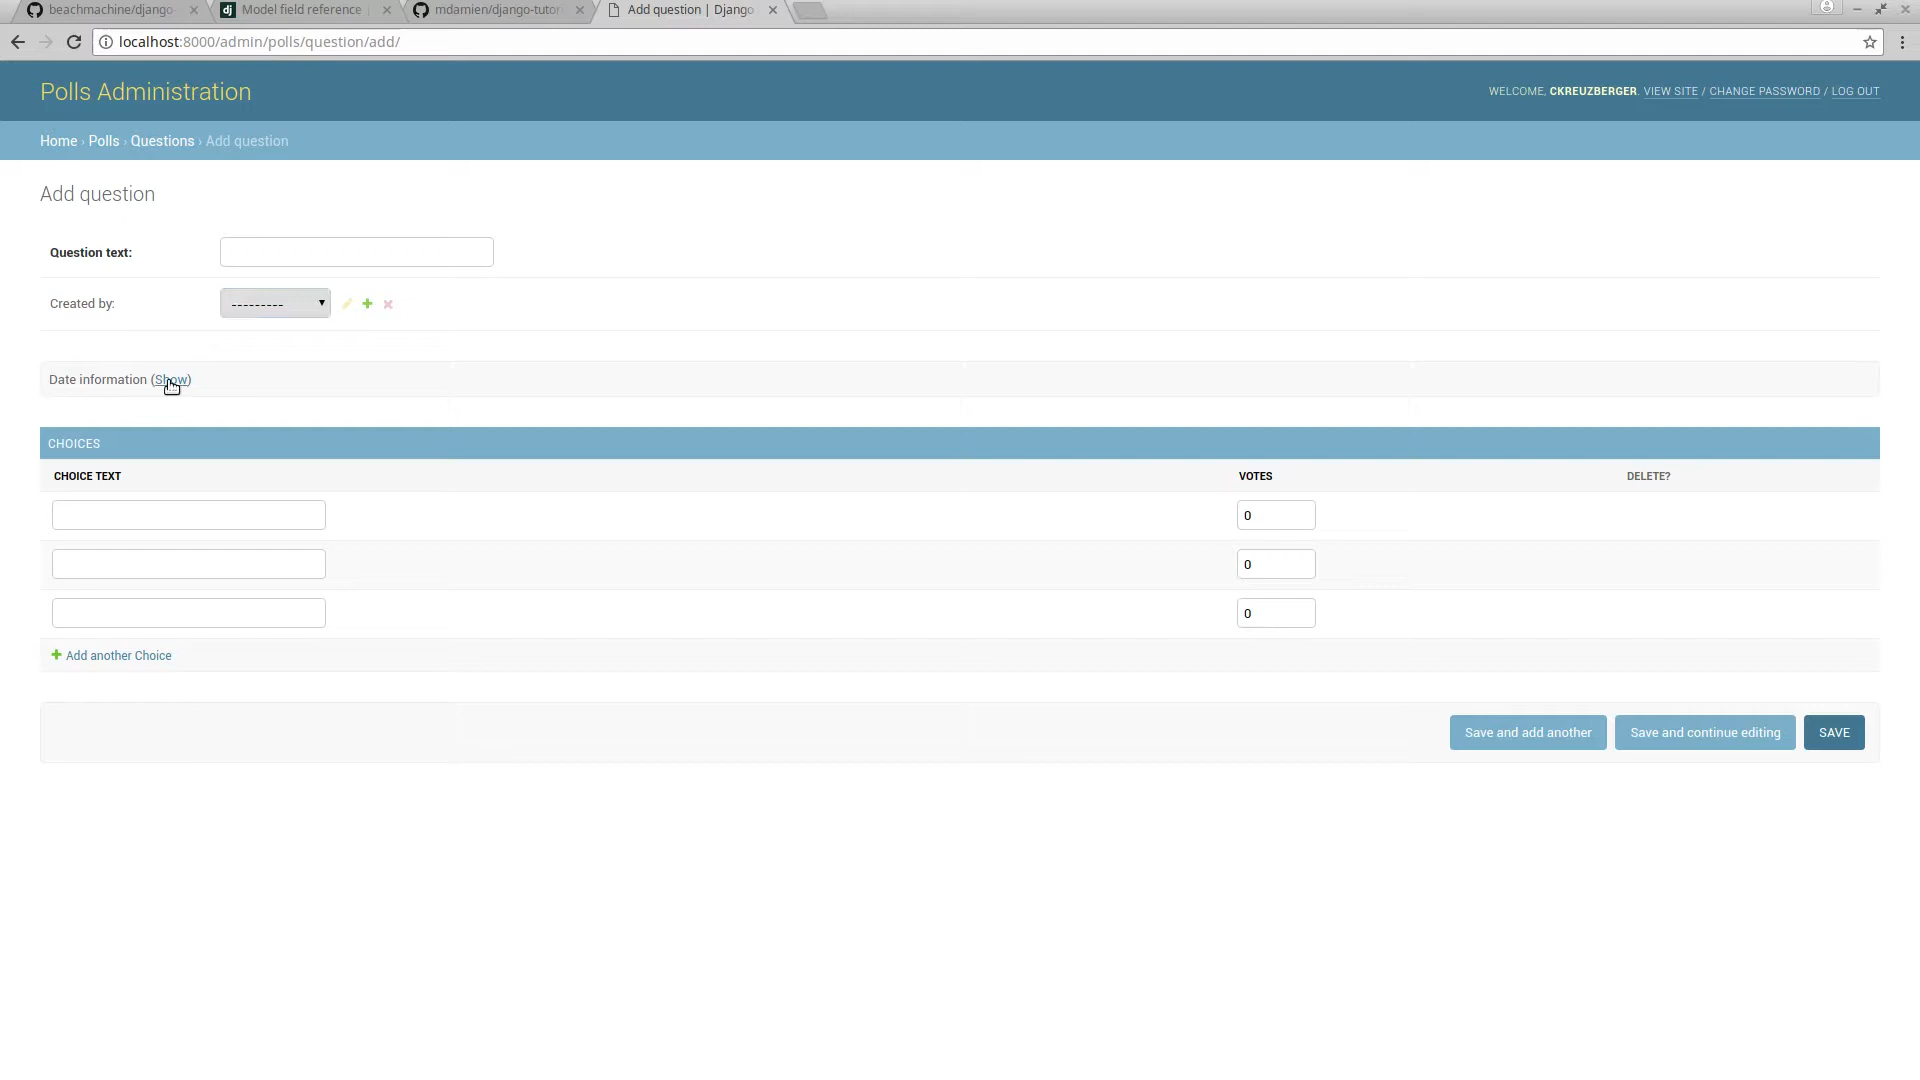 beachmachine/django-
Model field reference
mdamien/django-tutor
Add question | Django
localhost:8000/admin/polls/question/add/
Polls Administration
WELCOME, CKREUZBERGER. VIEW SITE / CHANGE PASSWORD / LOG OUT
Home › Polls › Questions › Add question
Add question
Question text:
Created by:
---------
Date information (Show)
CHOICES
CHOICE TEXT VOTES DELETE?
0
0
0
Add another Choice
Save and add another Save and continue editing SAVE